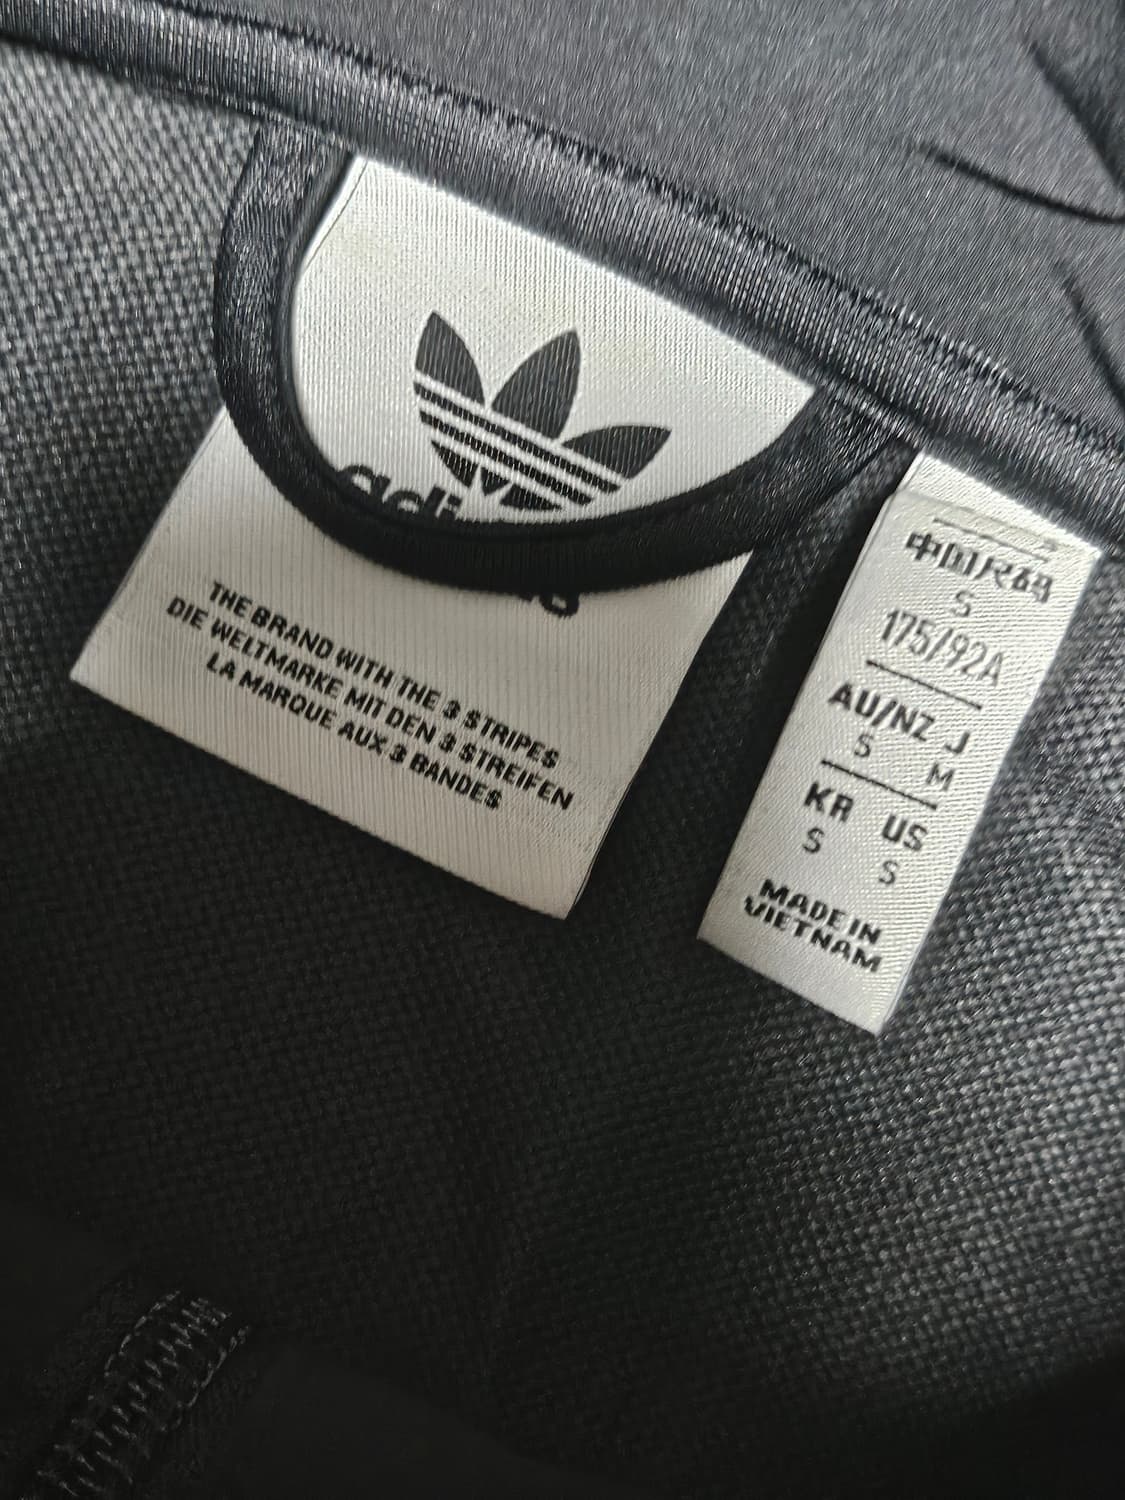 adi
THE BRAND WITH THE 3 STRIPES
DIE WELTMARKE MIT DEN 3 STREIFEN
LA MARQUE AUX 3 BANDES
中国尺码
S
175/92A
AU/NZ J
S M
KR US
S S
MADE IN
VIETNAM